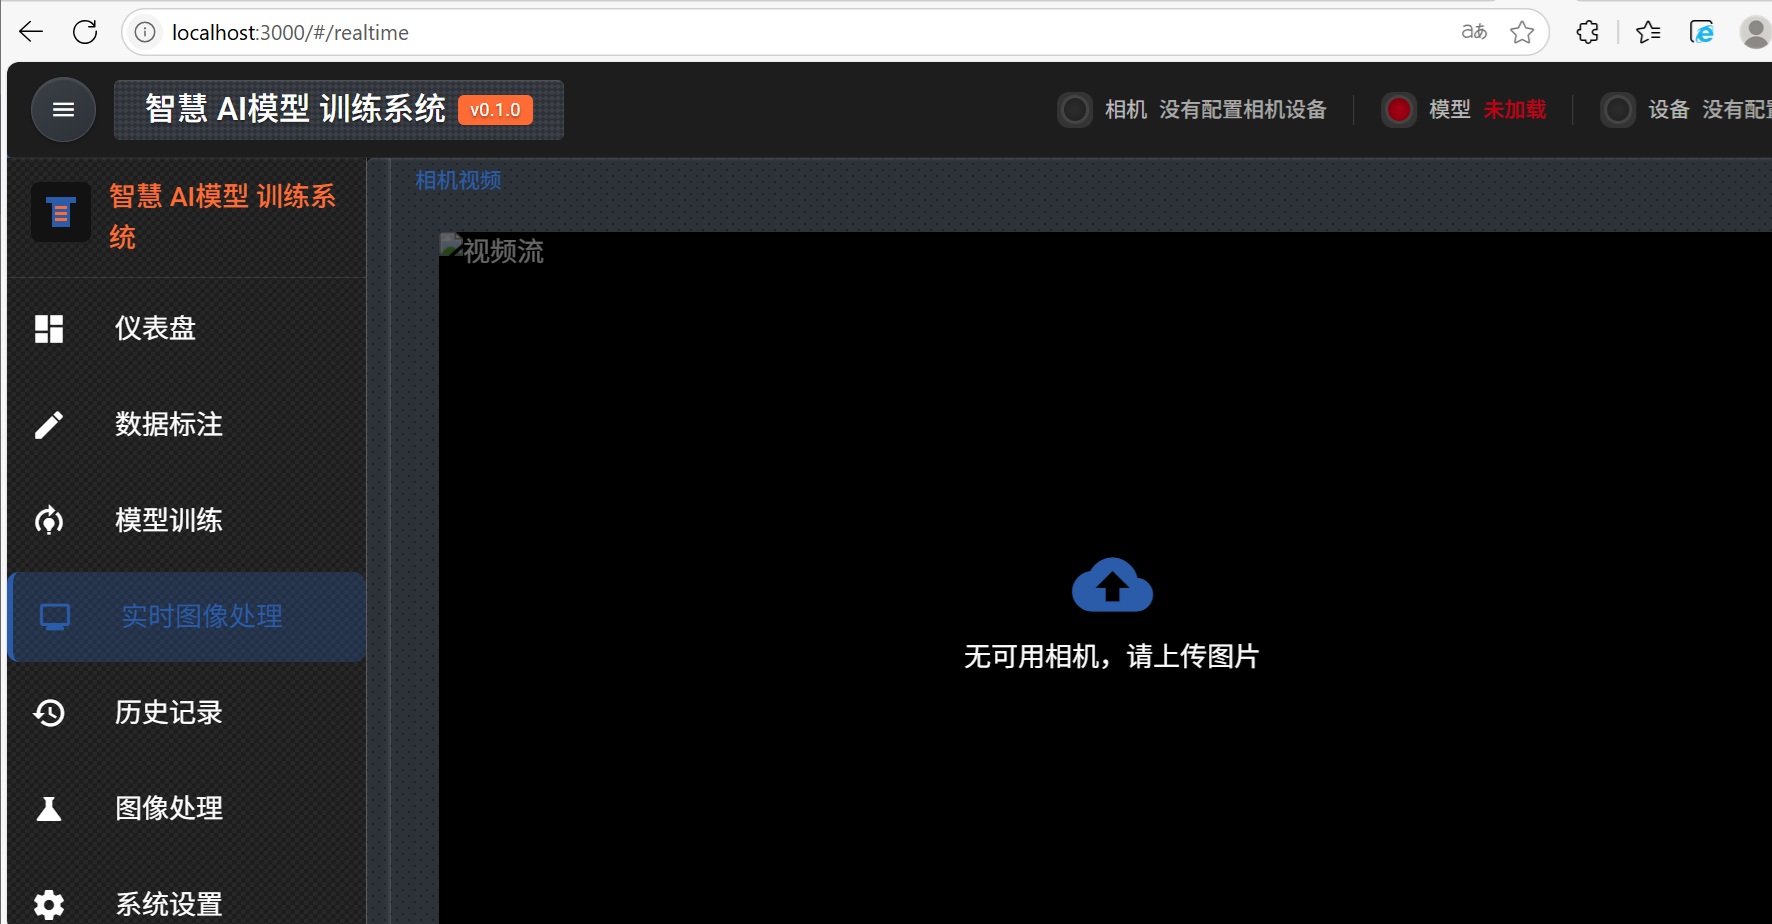 localhost:3000/#/realtime
aあ
智慧 AI模型 训练系统 v0.1.0
相机 没有配置相机设备
模型 未加载
设备 没有配
智慧 AI模型 训练系
统
相机视频
视频流
仪表盘
数据标注
模型训练
实时图像处理
无可用相机，请上传图片
历史记录
图像处理
系统设置